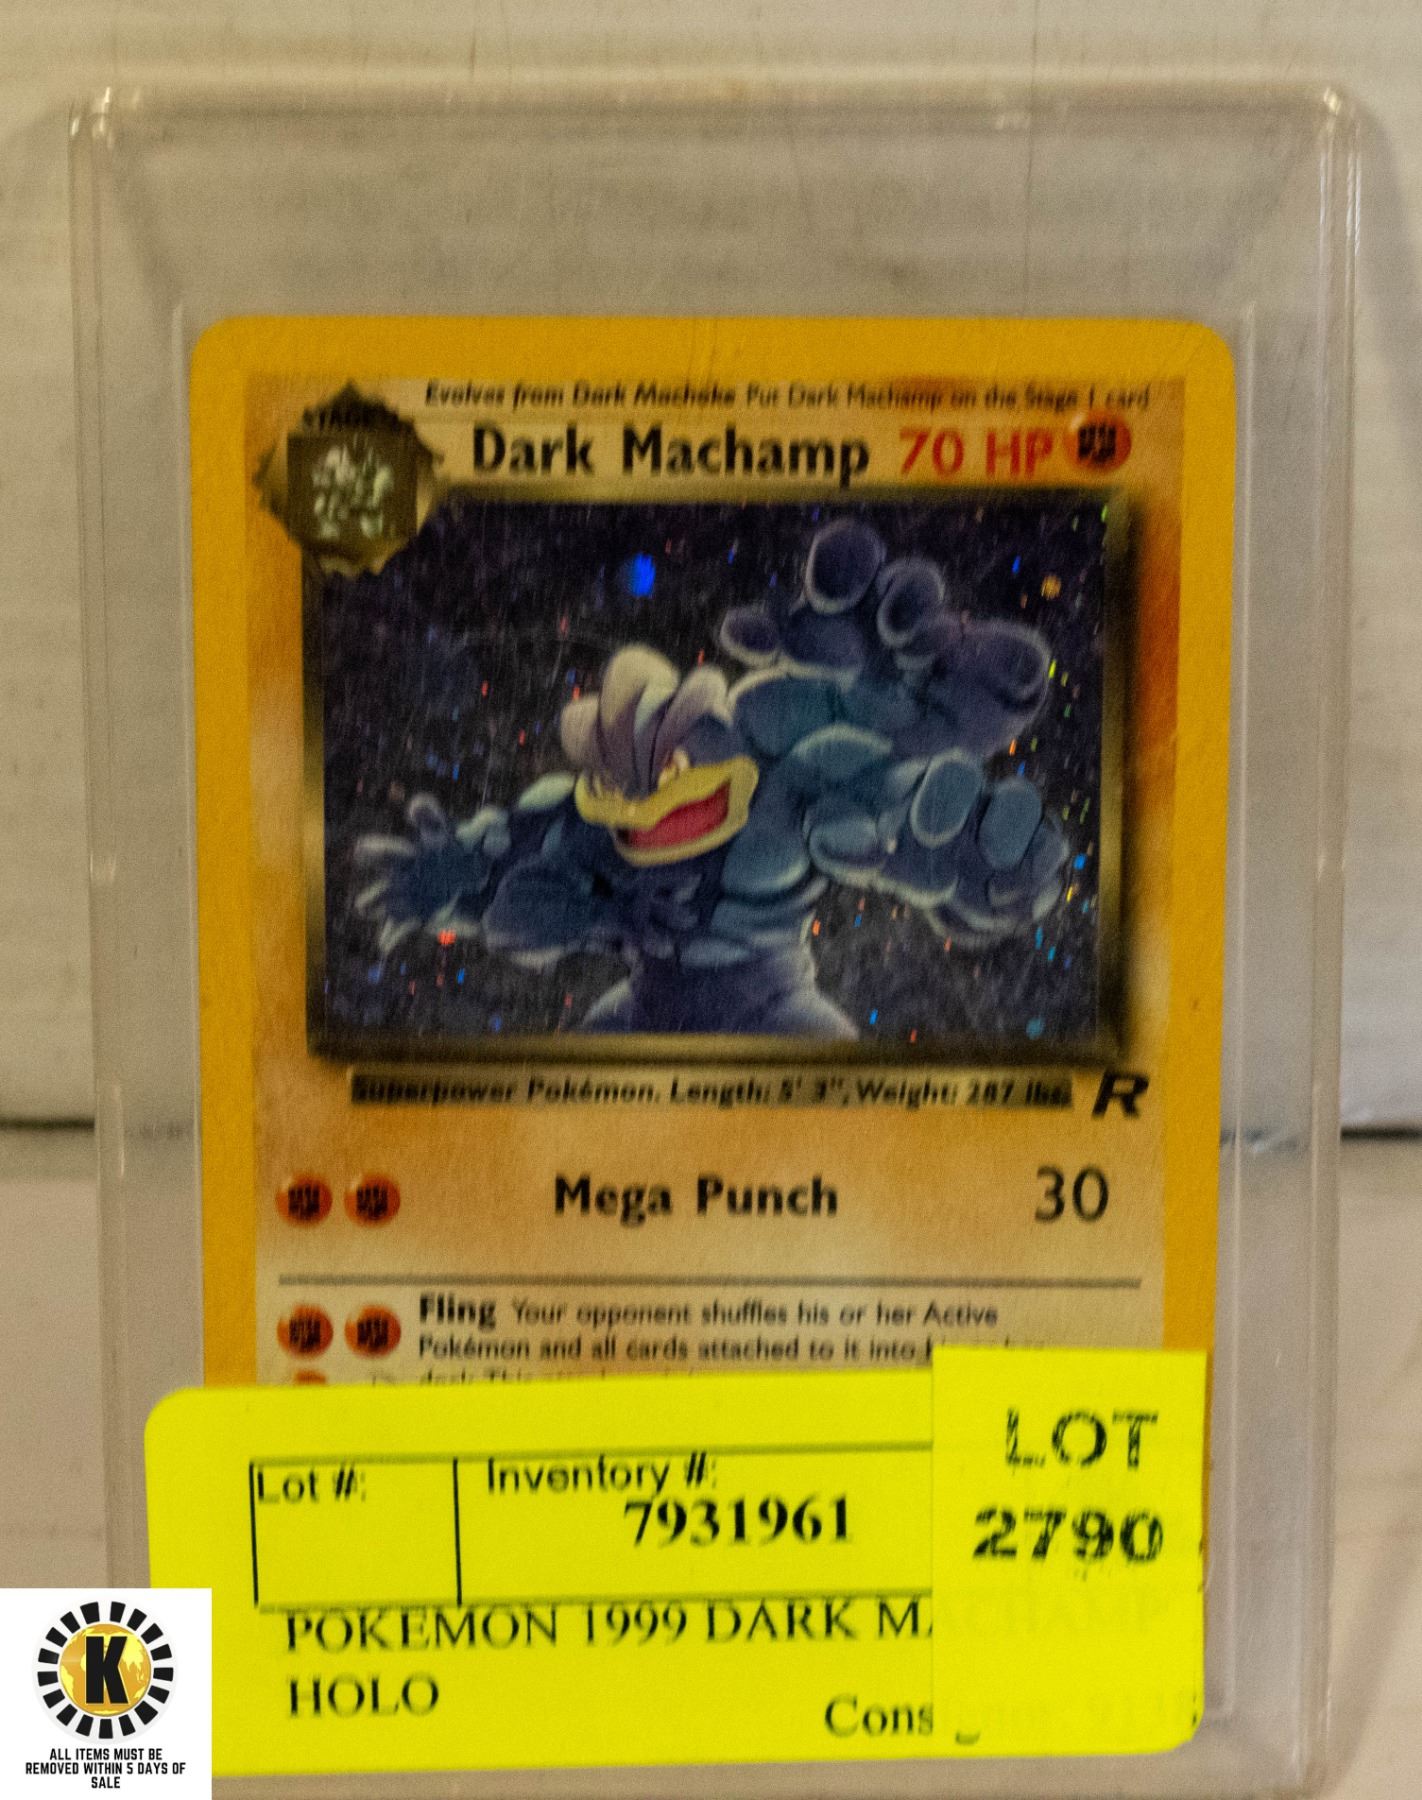 Evolves from Dark Machoke Put Dark Machamp on the Stage 1 card
STAGE
Dark Machamp 70 HP
Superpower Pokémon. Length: 5' 3", Weight: 287 lbs.
R
Mega Punch 30
Fling Your opponent shuffles his or her Active
Pokémon and all cards attached to it into
deck. This
LOT
2790
Lot #:
Inventory #:
7931961
POKEMON 1999 DARK MA
HOLO
Cons
K
ALL ITEMS MUST BE
REMOVED WITHIN 5 DAYS OF
SALE